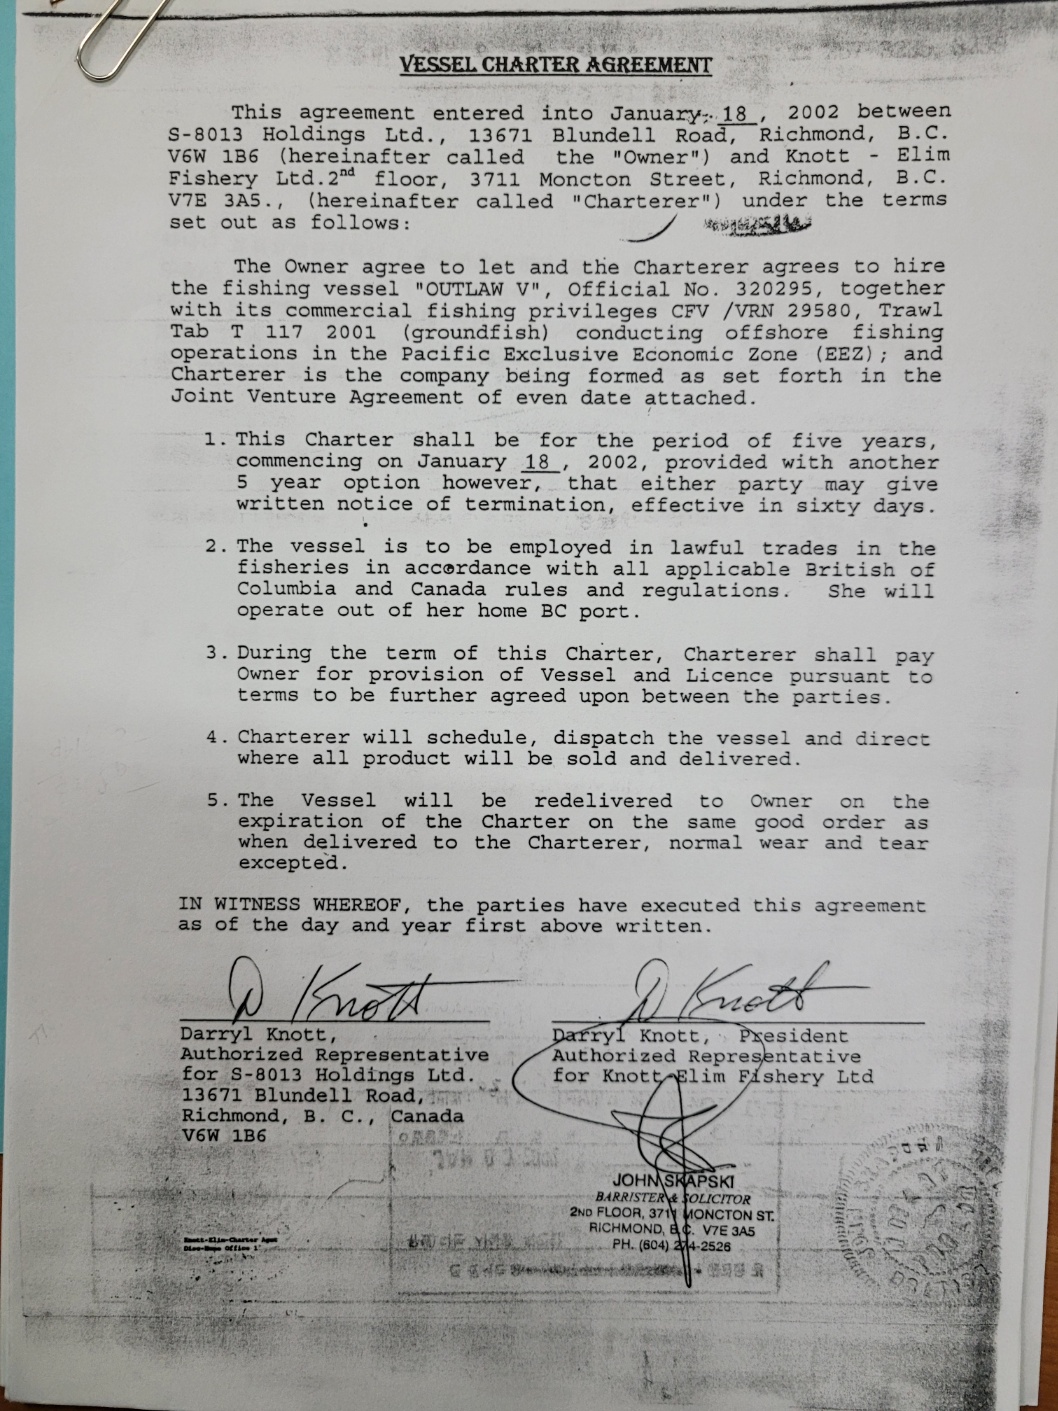 VESSEL CHARTER AGREEMENT
This agreement entered into January 18, 2002 between
S-8013 Holdings Ltd., 13671 Blundell Road, Richmond, B.C.
V6W 1B6 (hereinafter called the "Owner") and Knott - Elim
Fishery Ltd.2nd floor, 3711 Moncton Street, Richmond, B.C.
V7E 3A5., (hereinafter called "Charterer") under the terms
set out as follows:
The Owner agree to let and the Charterer agrees to hire
the fishing vessel "OUTLAW V", Official No. 320295, together
with its commercial fishing privileges CFV /VRN 29580, Trawl
Tab T 117 2001 (groundfish) conducting offshore fishing
operations in the Pacific Exclusive Economic Zone (EEZ); and
Charterer is the company being formed as set forth in the
Joint Venture Agreement of even date attached.
1. This Charter shall be for the period of five years,
commencing on January 18, 2002, provided with another
5 year option however, that either party may give
written notice of termination, effective in sixty days.
2. The vessel is to be employed in lawful trades in the
fisheries in accordance with all applicable British of
Columbia and Canada rules and regulations. She will
operate out of her home BC port.
3. During the term of this Charter, Charterer shall pay
Owner for provision of Vessel and Licence pursuant to
terms to be further agreed upon between the parties.
4. Charterer will schedule, dispatch the vessel and direct
where all product will be sold and delivered.
5. The Vessel will be redelivered to Owner on the
expiration of the Charter on the same good order as
when delivered to the Charterer, normal wear and tear
excepted.
IN WITNESS WHEREOF, the parties have executed this agreement
as of the day and year first above written.
D Knott
D Knott
Darryl Knott,
Authorized Representative
for S-8013 Holdings Ltd.
13671 Blundell Road,
Richmond, B. C., Canada
V6W 1B6
Darryl Knott, President
Authorized Representative
for Knott-Elim Fishery Ltd
JOHN SKAPSKI
BARRISTER & SOLICITOR
2ND FLOOR, 3711 MONCTON ST.
RICHMOND, B.C. V7E 3A5
PH. (604) 274-2526
Knott-Elim-Charter Agmt